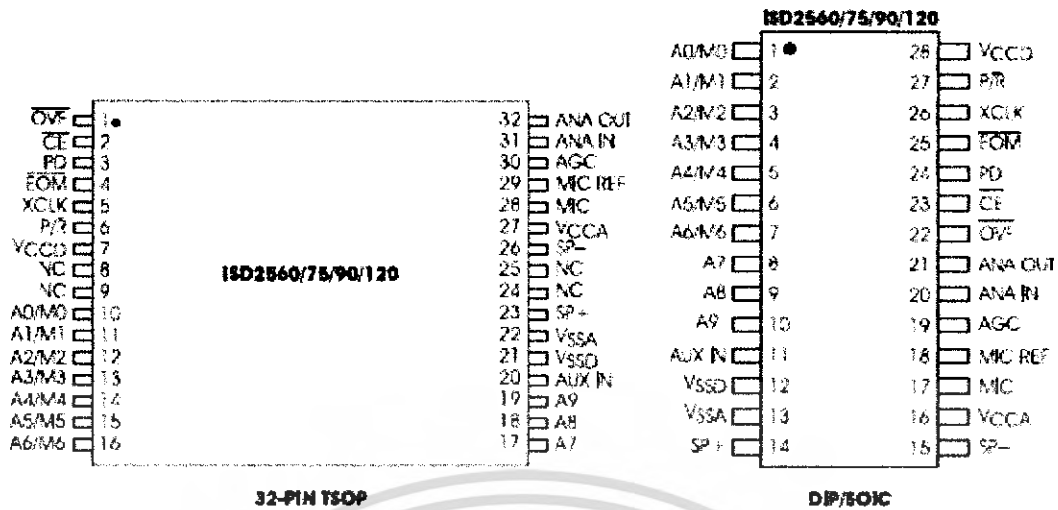 ISD2560/75/90/120
OVF 1 32 ANA OUT
CE 2 31 ANA IN
PD 3 30 AGC
EOM 4 29 MIC REF
XCLK 5 28 MIC
P/R 6 27 VCCA
VCCD 7 26 SP-
NC 8 25 NC
NC 9 24 NC
A0/M0 10 23 SP+
A1/M1 11 22 VSSA
A2/M2 12 21 VSSD
A3/M3 13 20 AUX IN
A4/M4 14 19 A9
A5/M5 15 18 A8
A6/M6 16 17 A7
32-PIN TSOP
ISD2560/75/90/120
A0/M0 1 28 VCCD
A1/M1 2 27 P/R
A2/M2 3 26 XCLK
A3/M3 4 25 EOM
A4/M4 5 24 PD
A5/M5 6 23 CE
A6/M6 7 22 OVF
A7 8 21 ANA OUT
A8 9 20 ANA IN
A9 10 19 AGC
AUX IN 11 18 MIC REF
VSSD 12 17 MIC
VSSA 13 16 VCCA
SP+ 14 15 SP-
DIP/SOIC